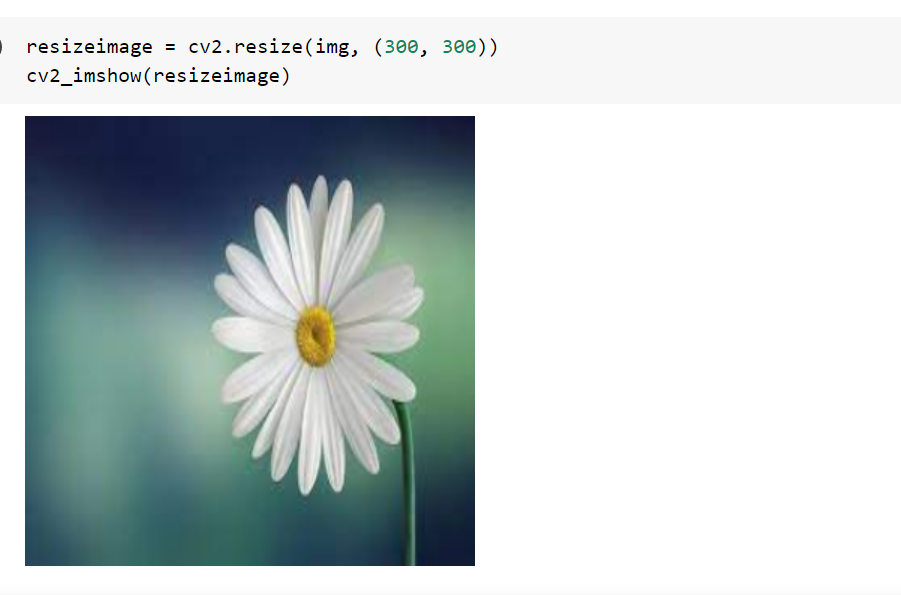 resizeimage = cv2.resize(img, (300, 300))
cv2_imshow(resizeimage)